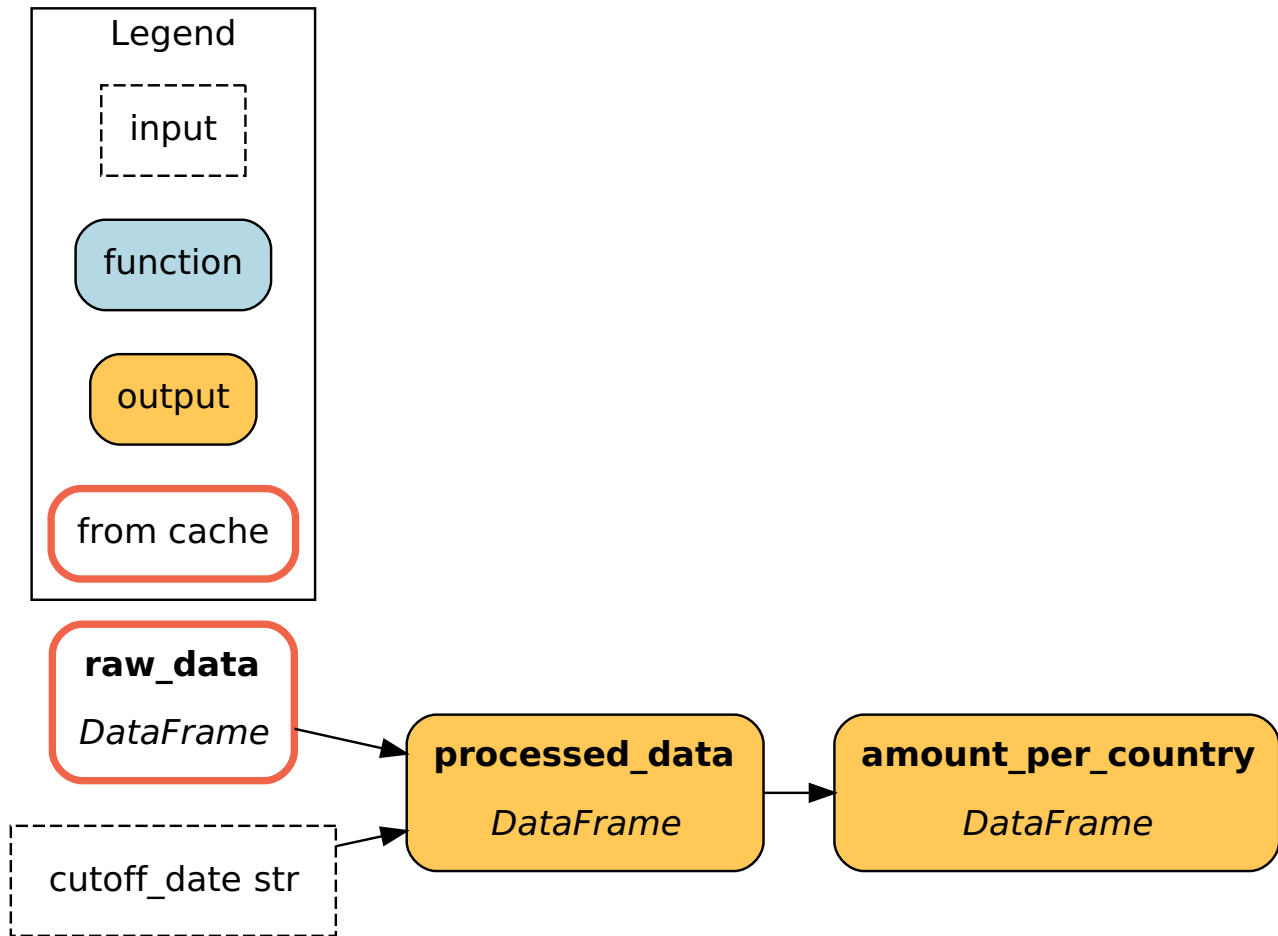 Legend
input
function
output
from cache
raw_data
DataFrame
cutoff_date str
processed_data
DataFrame
amount_per_country
DataFrame